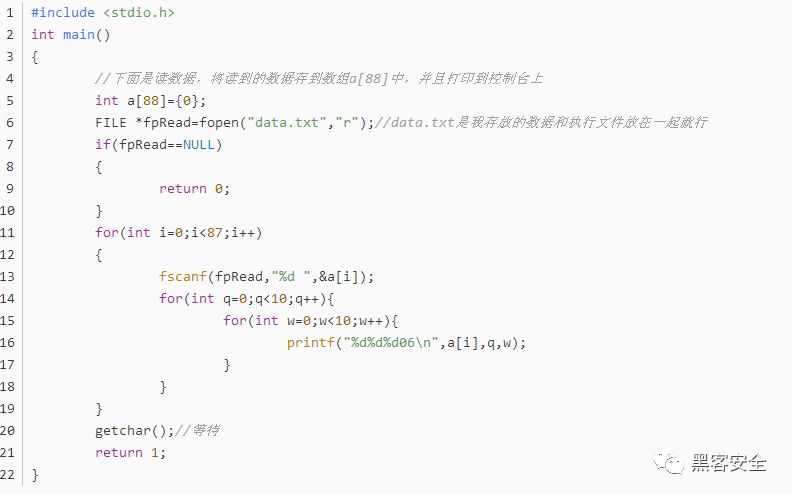 1 #include <stdio.h>
2 int main()
3 {
4 //下面是读数据，将读到的数据存到数组a[88]中，并且打印到控制台上
5 int a[88]={0};
6 FILE *fpRead=fopen("data.txt","r");//data.txt是我存放的数据和执行文件放在一起就行
7 if(fpRead==NULL)
8 {
9 return 0;
10 }
11 for(int i=0;i<87;i++)
12 {
13 fscanf(fpRead,"%d ",&a[i]);
14 for(int q=0;q<10;q++){
15 for(int w=0;w<10;w++){
16 printf("%d%d%d06\n",a[i],q,w);
17 }
18 }
19 }
20 getchar();//等待
21 return 1;
22 }
黑客安全